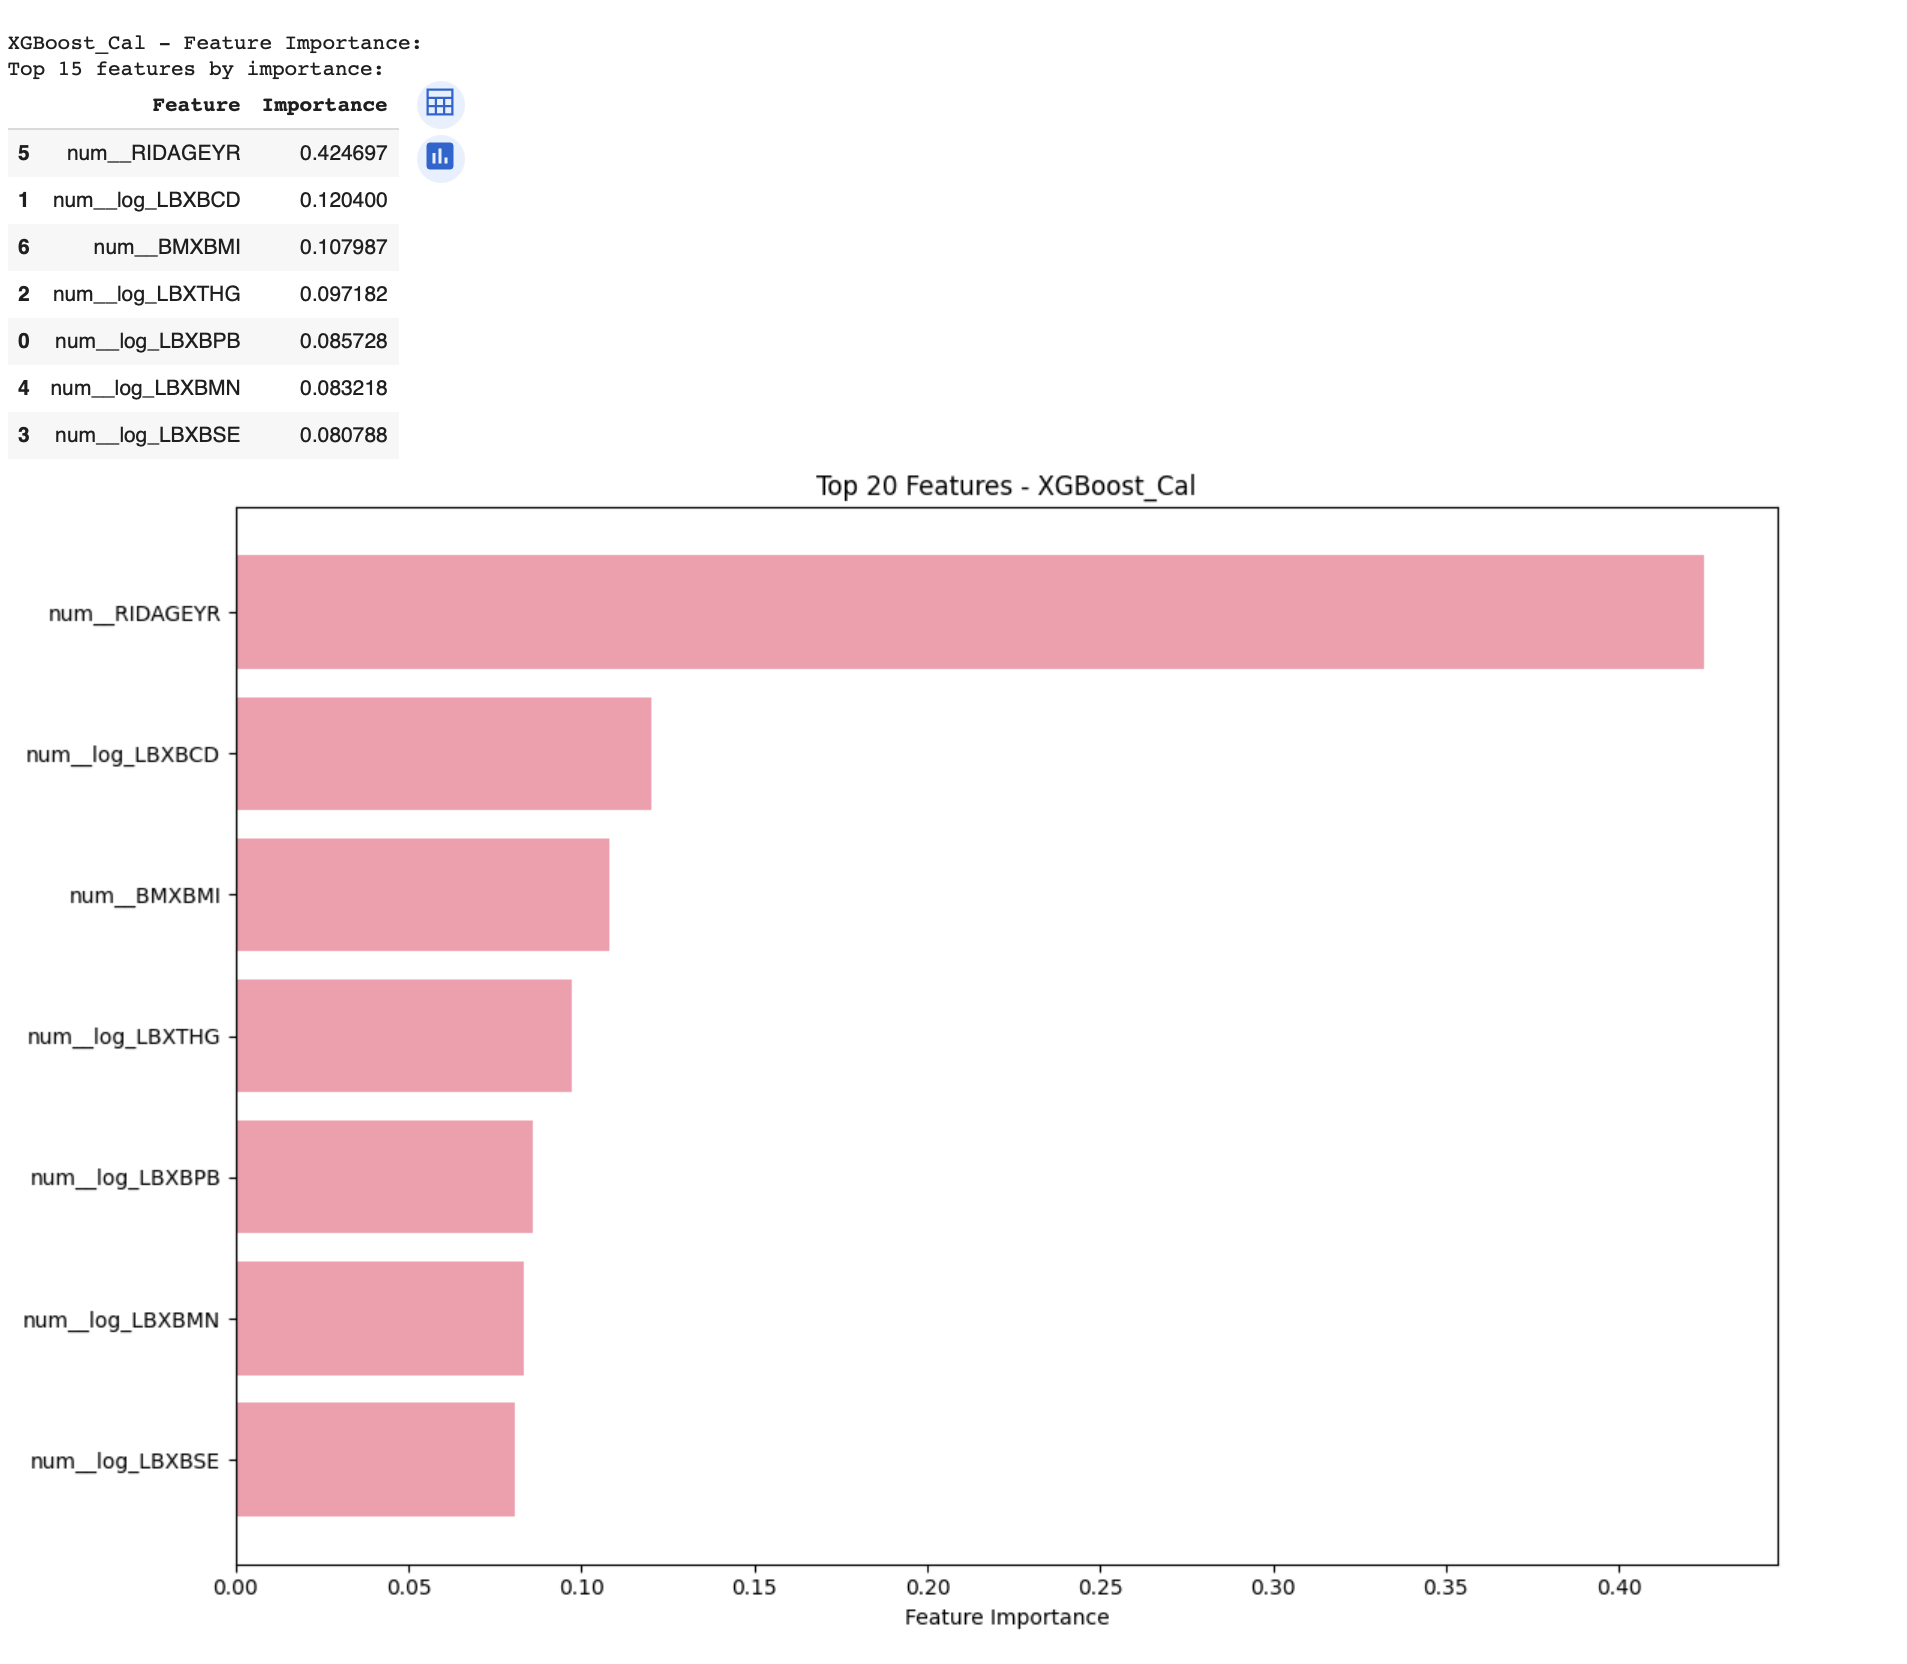 XGBoost_Cal - Feature Importance:
Top 15 features by importance:
Feature Importance
5 num__RIDAGEYR 0.424697
1 num__log_LBXBCD 0.120400
6 num__BMXBMI 0.107987
2 num__log_LBXTHG 0.097182
0 num__log_LBXBPB 0.085728
4 num__log_LBXBMN 0.083218
3 num__log_LBXBSE 0.080788
Top 20 Features - XGBoost_Cal
num__RIDAGEYR
num__log_LBXBCD
num__BMXBMI
num__log_LBXTHG
num__log_LBXBPB
num__log_LBXBMN
num__log_LBXBSE
0.00 0.05 0.10 0.15 0.20 0.25 0.30 0.35 0.40
Feature Importance